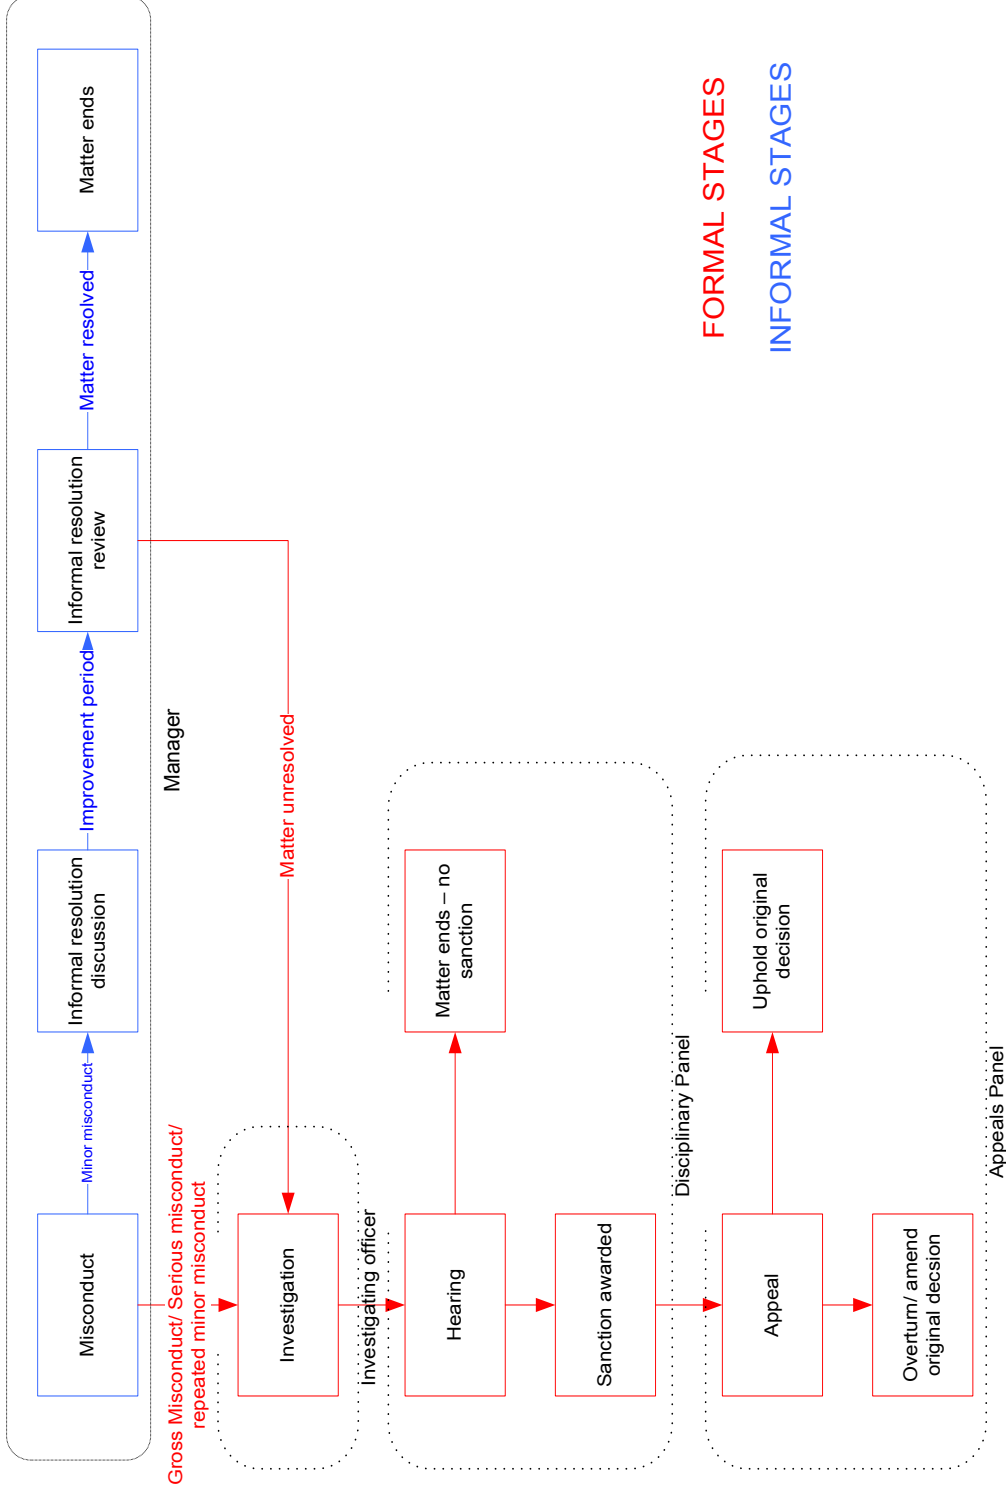 Misconduct
Minor misconduct
Informal resolution
discussion
Improvement period
Informal resolution
review
Matter resolved
Matter ends
Manager
Gross Misconduct/ Serious misconduct/
repeated minor misconduct
Investigation
Matter unresolved
Investigating officer
Hearing
Matter ends – no
sanction
Sanction awarded
Disciplinary Panel
Appeal
Uphold original
decision
Overturn/ amend
original decsion
Appeals Panel
FORMAL STAGES
INFORMAL STAGES